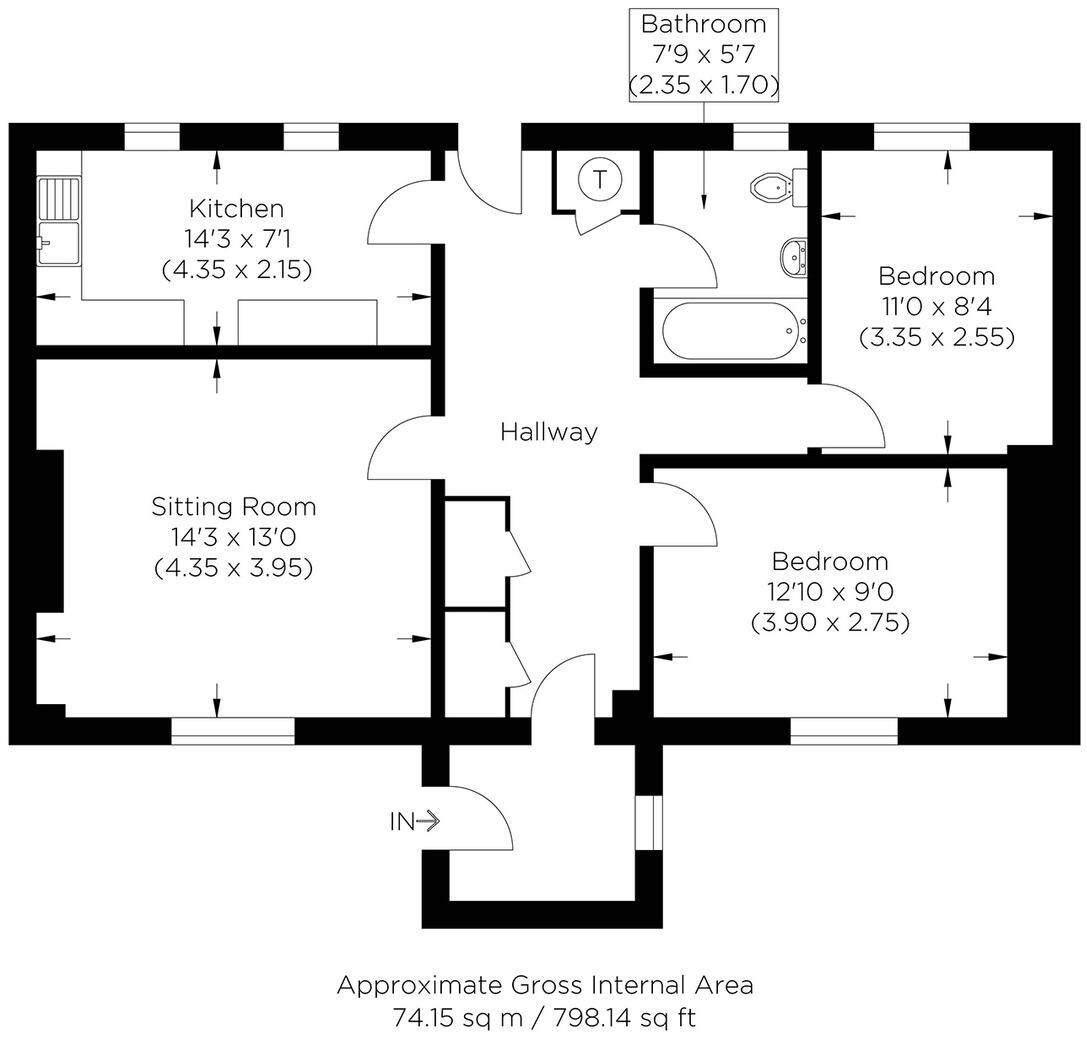 Bathroom
7'9 x 5'7
(2.35 x 1.70)
Kitchen
14'3 x 7'1
(4.35 x 2.15)
T
Bedroom
11'0 x 8'4
(3.35 x 2.55)
Hallway
Sitting Room
14'3 x 13'0
(4.35 x 3.95)
Bedroom
12'10 x 9'0
(3.90 x 2.75)
IN
Approximate Gross Internal Area
74.15 sq m / 798.14 sq ft